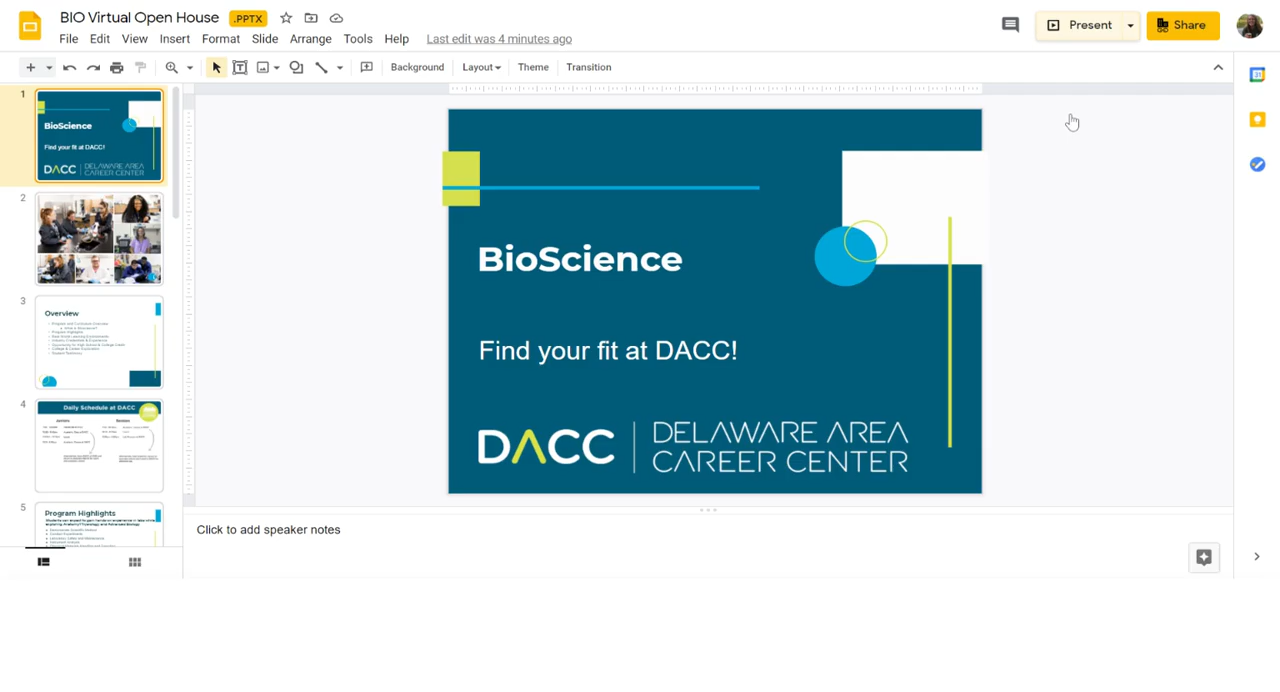 BIO Virtual Open House .PPTX
File Edit View Insert Format Slide Arrange Tools Help Last edit was 4 minutes ago
Present
Share
Background Layout Theme Transition
1
BioScience
Find your fit at DACC!
DACC DELAWARE AREA
CAREER CENTER
2
3
Overview
4
Daily Schedule at DACC
5
Program Highlights
BioScience
Find your fit at DACC!
DACC DELAWARE AREA
CAREER CENTER
Click to add speaker notes
31